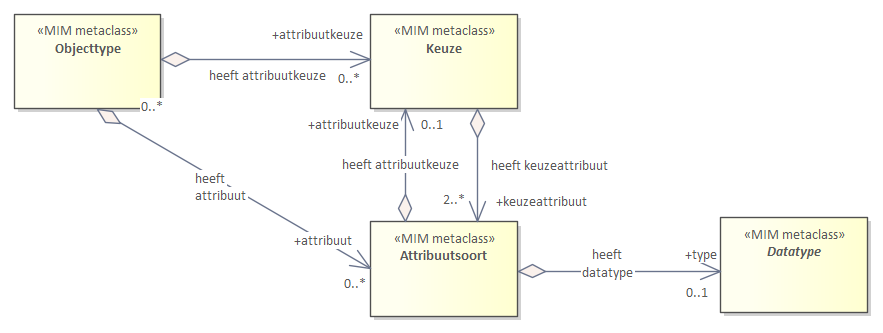 «MIM metaclass»
Objecttype
+attribuutkeuze
heeft attribuutkeuze
0..*
«MIM metaclass»
Keuze
0..*
+attribuutkeuze
0..1
heeft attribuutkeuze
heeft keuzeattribuut
heeft
attribuut
2..*
+keuzeattribuut
+attribuut
0..*
«MIM metaclass»
Attribuutsoort
heeft
datatype
+type
0..1
«MIM metaclass»
Datatype